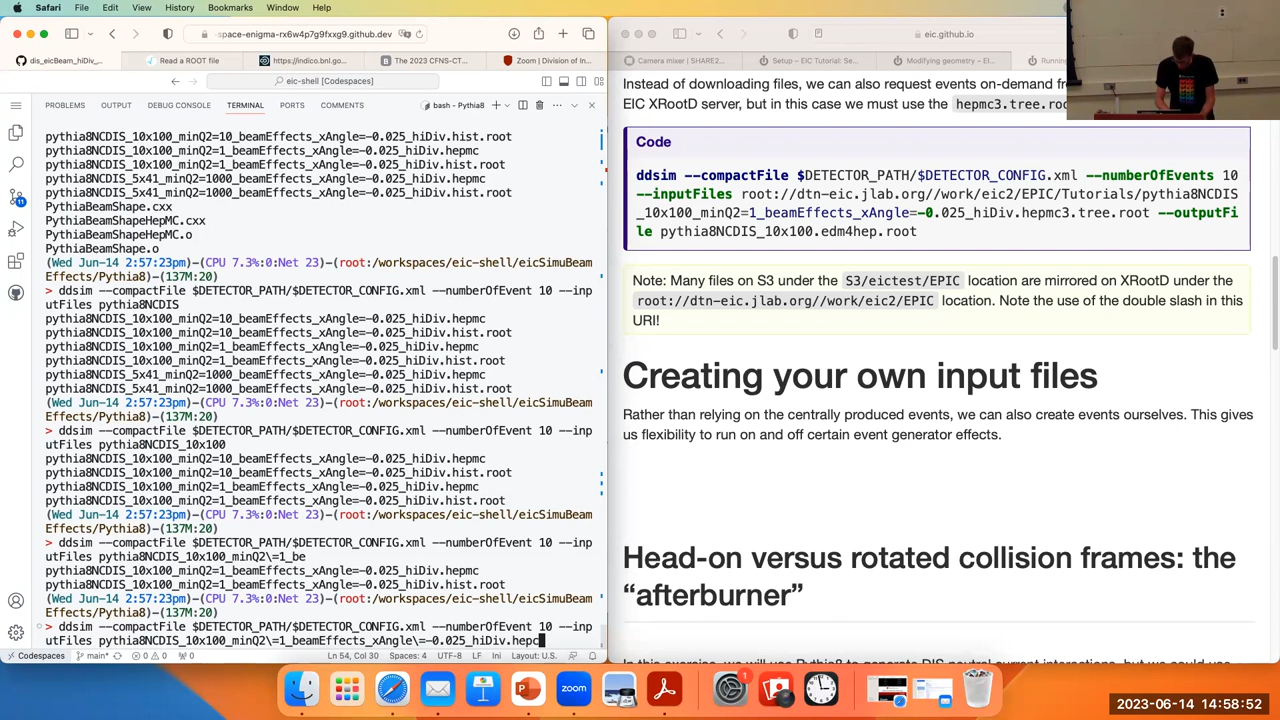 Safari File Edit View History Bookmarks Window Help
-space-enigma-rx6w4p7g9fxxg9.github.dev
eic.github.io
dis_eicBeam_hiDiv_...
Read a ROOT file
https://indico.bnl.gov...
The 2023 CFNS-CT...
Zoom | Division of In...
Camera mixer | SHARE2...
Setup – EIC Tutorial: Se...
Modifying geometry – EI...
eic-shell [Codespaces]
PROBLEMS OUTPUT DEBUG CONSOLE TERMINAL PORTS COMMENTS
bash - Pythia8
pythia8NCDIS_10x100_minQ2=10_beamEffects_xAngle=-0.025_hiDiv.hist.root
pythia8NCDIS_10x100_minQ2=1_beamEffects_xAngle=-0.025_hiDiv.hepmc
pythia8NCDIS_10x100_minQ2=1_beamEffects_xAngle=-0.025_hiDiv.hist.root
pythia8NCDIS_5x41_minQ2=1000_beamEffects_xAngle=-0.025_hiDiv.hepmc
pythia8NCDIS_5x41_minQ2=1000_beamEffects_xAngle=-0.025_hiDiv.hist.root
PythiaBeamShape.cxx
PythiaBeamShapeHepMC.cxx
PythiaBeamShapeHepMC.o
PythiaBeamShape.o
(Wed Jun-14 2:57:23pm)-(CPU 7.3%:0:Net 23)-(root:/workspaces/eic-shell/eicSimuBeam
Effects/Pythia8)-(137M:20)
> ddsim --compactFile $DETECTOR_PATH/$DETECTOR_CONFIG.xml --numberOfEvent 10 --inp
utFiles pythia8NCDIS
pythia8NCDIS_10x100_minQ2=10_beamEffects_xAngle=-0.025_hiDiv.hepmc
pythia8NCDIS_10x100_minQ2=10_beamEffects_xAngle=-0.025_hiDiv.hist.root
pythia8NCDIS_10x100_minQ2=1_beamEffects_xAngle=-0.025_hiDiv.hepmc
pythia8NCDIS_10x100_minQ2=1_beamEffects_xAngle=-0.025_hiDiv.hist.root
pythia8NCDIS_5x41_minQ2=1000_beamEffects_xAngle=-0.025_hiDiv.hepmc
pythia8NCDIS_5x41_minQ2=1000_beamEffects_xAngle=-0.025_hiDiv.hist.root
(Wed Jun-14 2:57:23pm)-(CPU 7.3%:0:Net 23)-(root:/workspaces/eic-shell/eicSimuBeam
Effects/Pythia8)-(137M:20)
> ddsim --compactFile $DETECTOR_PATH/$DETECTOR_CONFIG.xml --numberOfEvent 10 --inp
utFiles pythia8NCDIS_10x100
pythia8NCDIS_10x100_minQ2=10_beamEffects_xAngle=-0.025_hiDiv.hepmc
pythia8NCDIS_10x100_minQ2=10_beamEffects_xAngle=-0.025_hiDiv.hist.root
pythia8NCDIS_10x100_minQ2=1_beamEffects_xAngle=-0.025_hiDiv.hepmc
pythia8NCDIS_10x100_minQ2=1_beamEffects_xAngle=-0.025_hiDiv.hist.root
(Wed Jun-14 2:57:23pm)-(CPU 7.3%:0:Net 23)-(root:/workspaces/eic-shell/eicSimuBeam
Effects/Pythia8)-(137M:20)
> ddsim --compactFile $DETECTOR_PATH/$DETECTOR_CONFIG.xml --numberOfEvent 10 --inp
utFiles pythia8NCDIS_10x100_minQ2\=1_be
pythia8NCDIS_10x100_minQ2=1_beamEffects_xAngle=-0.025_hiDiv.hepmc
pythia8NCDIS_10x100_minQ2=1_beamEffects_xAngle=-0.025_hiDiv.hist.root
(Wed Jun-14 2:57:23pm)-(CPU 7.3%:0:Net 23)-(root:/workspaces/eic-shell/eicSimuBeam
Effects/Pythia8)-(137M:20)
> ddsim --compactFile $DETECTOR_PATH/$DETECTOR_CONFIG.xml --numberOfEvent 10 --inp
utFiles pythia8NCDIS_10x100_minQ2\=1_beamEffects_xAngle\=-0.025_hiDiv.hepc
Codespaces main* 0 0 0 Ln 54, Col 30 Spaces: 4 UTF-8 LF Ini Layout: U.S.
Instead of downloading files, we can also request events on-demand
EIC XRootD server, but in this case we must use the hepmc3.tree.ro
Code
ddsim --compactFile $DETECTOR_PATH/$DETECTOR_CONFIG.xml --numberOfEvents 10
--inputFiles root://dtn-eic.jlab.org//work/eic2/EPIC/Tutorials/pythia8NCDIS
_10x100_minQ2=1_beamEffects_xAngle=-0.025_hiDiv.hepmc3.tree.root --outputFi
le pythia8NCDIS_10x100.edm4hep.root
Note: Many files on S3 under the S3/eictest/EPIC location are mirrored on XRootD under the
root://dtn-eic.jlab.org//work/eic2/EPIC location. Note the use of the double slash in this
URI!
Creating your own input files
Rather than relying on the centrally produced events, we can also create events ourselves. This gives
us flexibility to run on and off certain event generator effects.
Head-on versus rotated collision frames: the
“afterburner”
zoom
1
2023-06-14 14:58:52